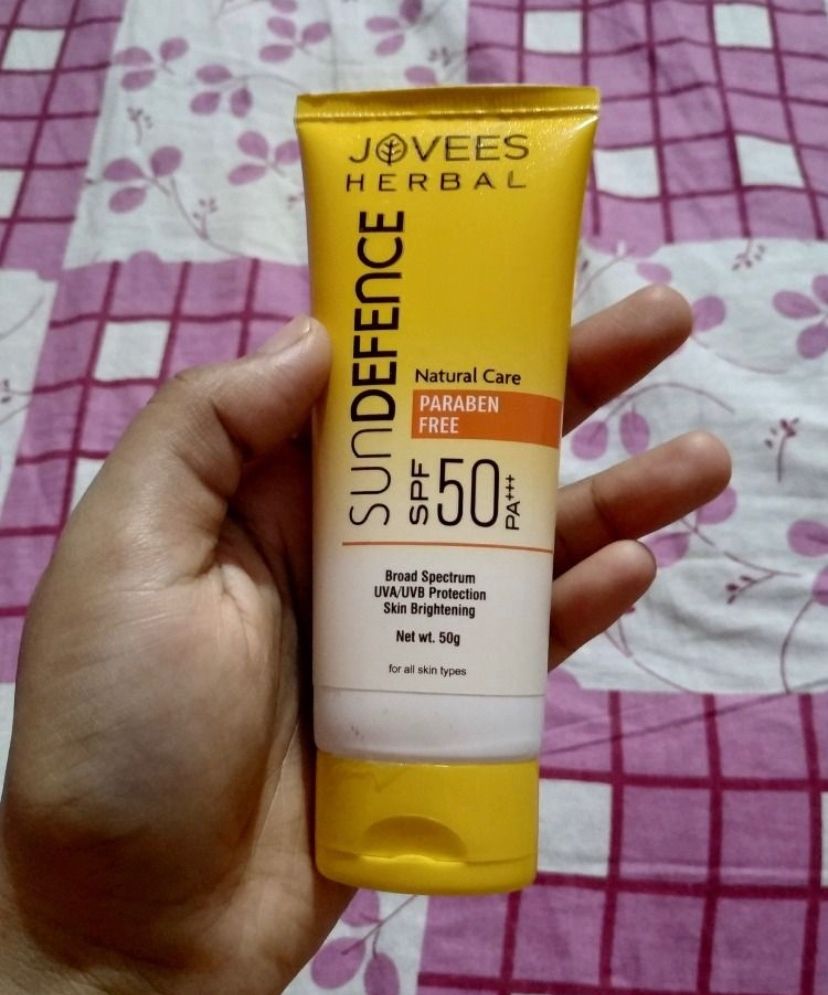 JOVEES
HERBAL
SUNDEFENCE
Natural Care
PARABEN
FREE
SPF 50 PA+++
Broad Spectrum
UVA/UVB Protection
Skin Brightening
Net wt. 50g
for all skin types